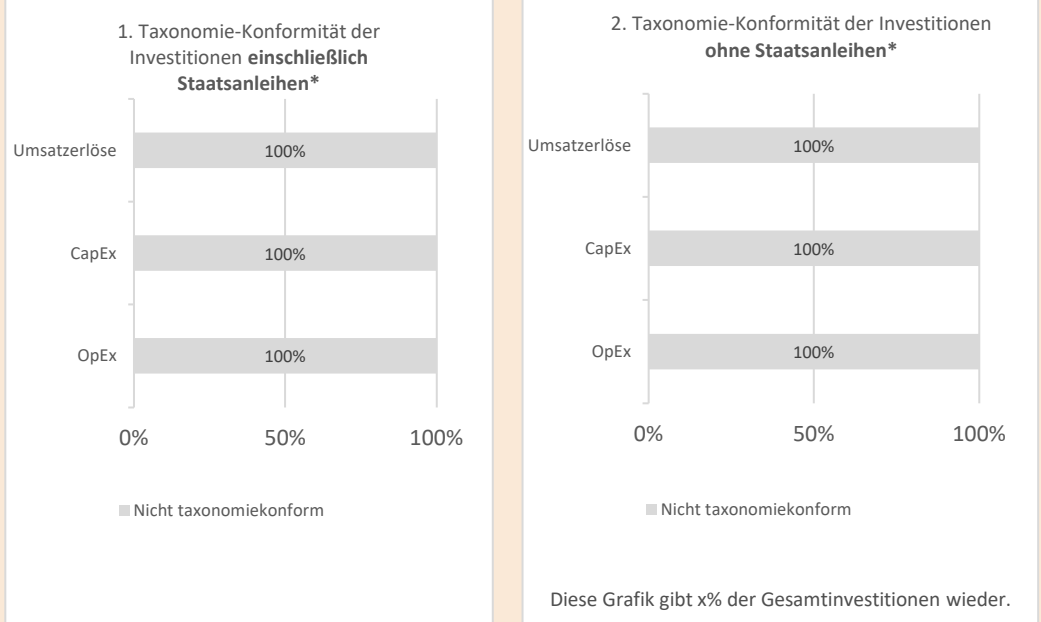 1. Taxonomie-Konformität der
Investitionen einschließlich
Staatsanleihen*
Umsatzerlöse
100%
CapEx
100%
OpEx
100%
0%
50%
100%
Nicht taxonomiekonform
2. Taxonomie-Konformität der Investitionen
ohne Staatsanleihen*
Umsatzerlöse
100%
CapEx
100%
OpEx
100%
0%
50%
100%
Nicht taxonomiekonform
Diese Grafik gibt x% der Gesamtinvestitionen wieder.